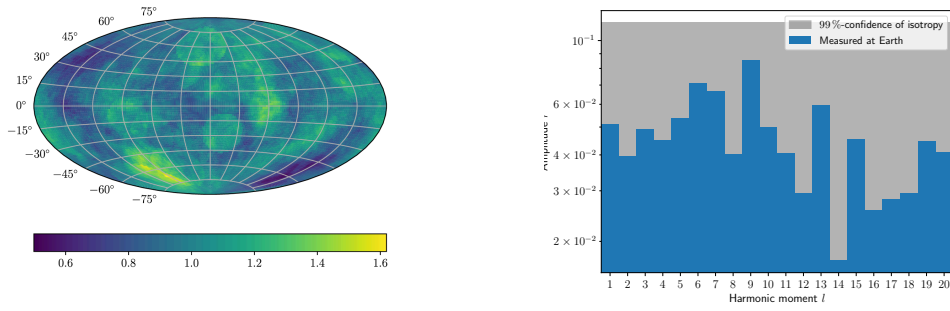 75°
60°
45°
30°
15°
0°
−15°
−30°
−45°
−60°
−75°
0.6 0.8 1.0 1.2 1.4 1.6
99%-confidence of isotropy
Measured at Earth
10⁻¹
6 × 10⁻²
4 × 10⁻²
3 × 10⁻²
2 × 10⁻²
1 2 3 4 5 6 7 8 9 10 11 12 13 14 15 16 17 18 19 20
Harmonic moment l